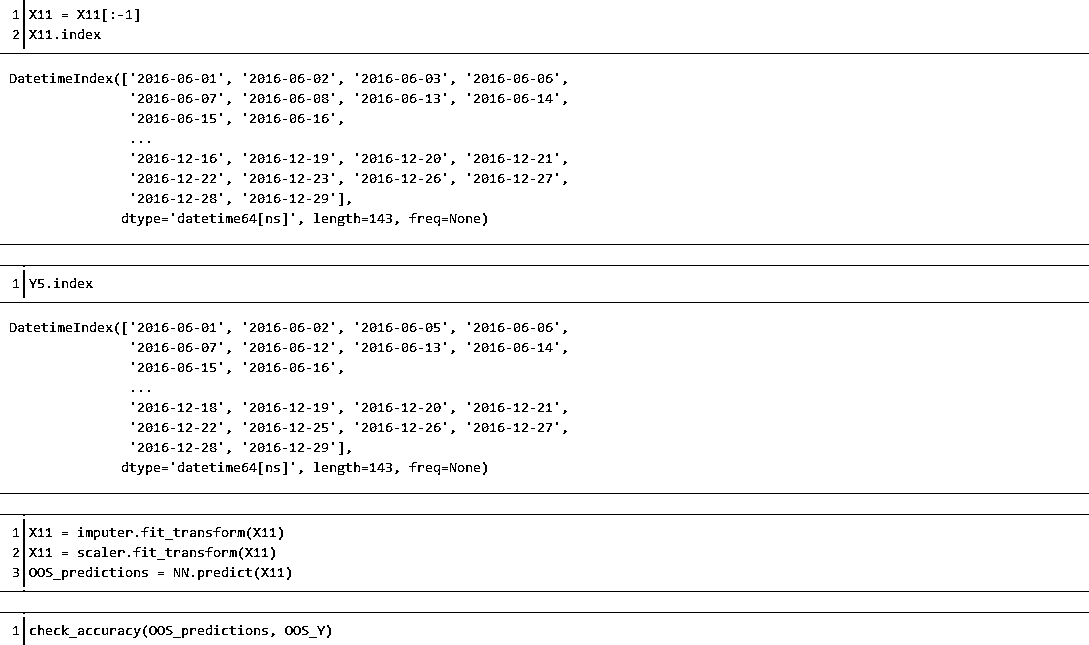 1 X11 = X11[:-1]
2 X11.index
DatetimeIndex(['2016-06-01', '2016-06-02', '2016-06-03', '2016-06-06',
'2016-06-07', '2016-06-08', '2016-06-13', '2016-06-14',
'2016-06-15', '2016-06-16',
...
'2016-12-16', '2016-12-19', '2016-12-20', '2016-12-21',
'2016-12-22', '2016-12-23', '2016-12-26', '2016-12-27',
'2016-12-28', '2016-12-29'],
dtype='datetime64[ns]', length=143, freq=None)
1 Y5.index
DatetimeIndex(['2016-06-01', '2016-06-02', '2016-06-05', '2016-06-06',
'2016-06-07', '2016-06-12', '2016-06-13', '2016-06-14',
'2016-06-15', '2016-06-16',
...
'2016-12-18', '2016-12-19', '2016-12-20', '2016-12-21',
'2016-12-22', '2016-12-25', '2016-12-26', '2016-12-27',
'2016-12-28', '2016-12-29'],
dtype='datetime64[ns]', length=143, freq=None)
1 X11 = imputer.fit_transform(X11)
2 X11 = scaler.fit_transform(X11)
3 OOS_predictions = NN.predict(X11)
1 check_accuracy(OOS_predictions, OOS_Y)